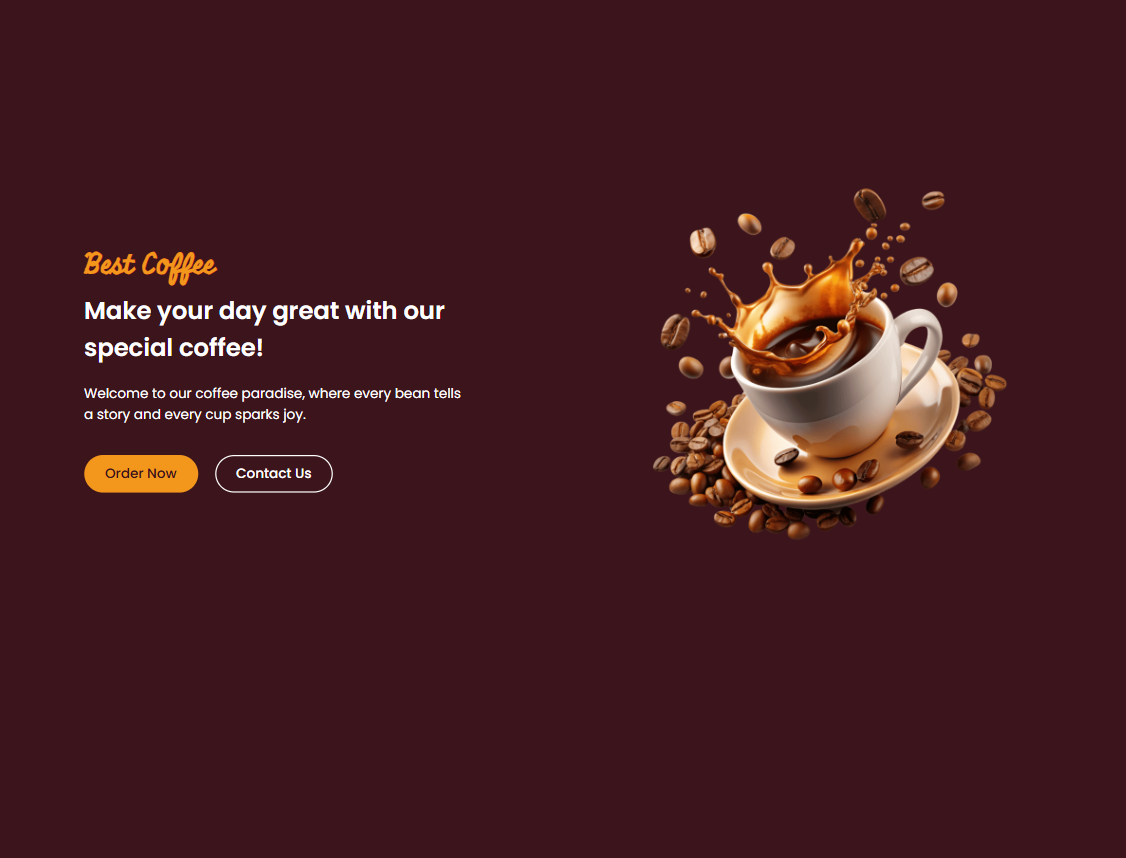 Best Coffee
Make your day great with our
special coffee!
Welcome to our coffee paradise, where every bean tells
a story and every cup sparks joy.
Order Now
Contact Us